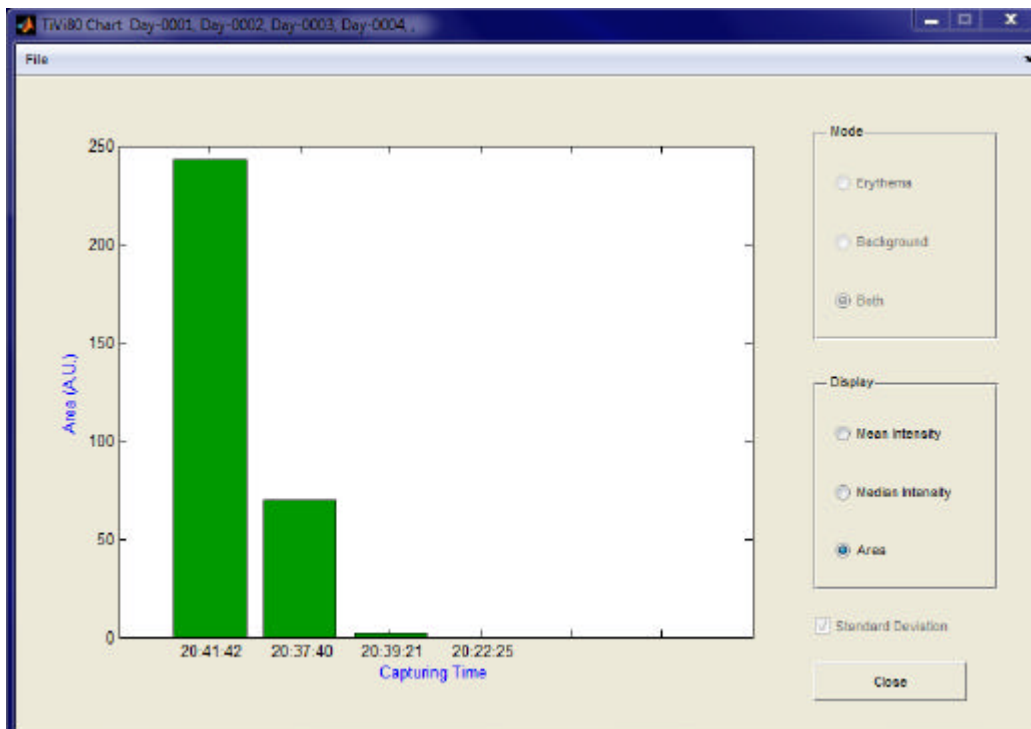 TiVi80 Chart Day-0001, Day-0002, Day-0003, Day-0004, ,
File
250
200
150
100
50
0
Area (A.U.)
20:41:42 20:37:40 20:39:21 20:22:25
Capturing Time
Mode
Erythema
Background
Both
Display
Mean Intensity
Median Intensity
Area
Standard Deviation
Close